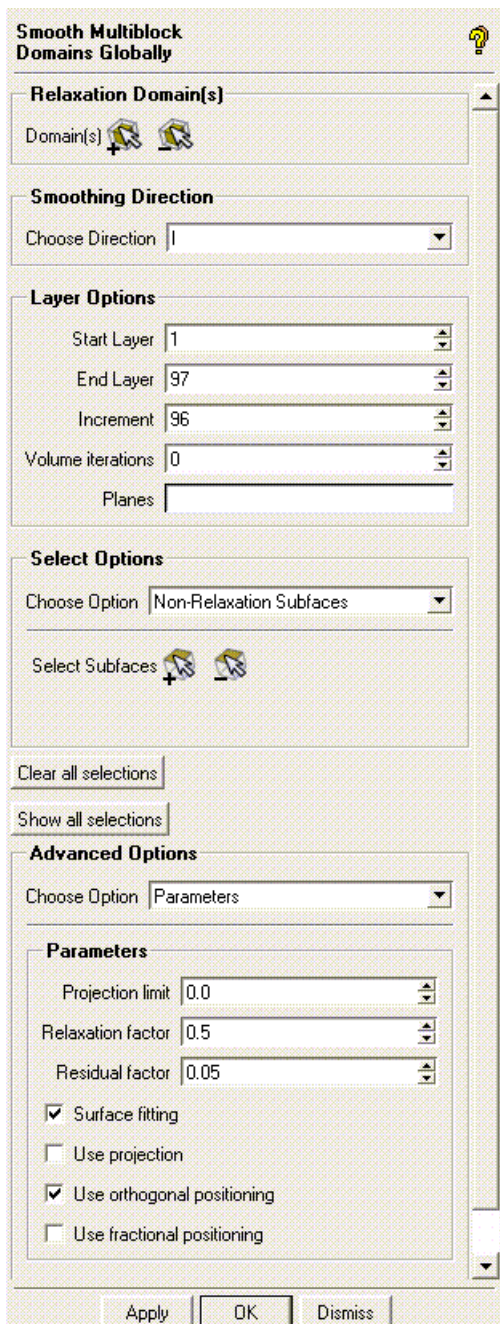 Smooth Multiblock
Domains Globally
Relaxation Domain(s)
Domain(s)
Smoothing Direction
Choose Direction I
Layer Options
Start Layer 1
End Layer 97
Increment 96
Volume iterations 0
Planes
Select Options
Choose Option Non-Relaxation Subfaces
Select Subfaces
Clear all selections
Show all selections
Advanced Options
Choose Option Parameters
Parameters
Projection limit 0.0
Relaxation factor 0.5
Residual factor 0.05
Surface fitting
Use projection
Use orthogonal positioning
Use fractional positioning
Apply OK Dismiss